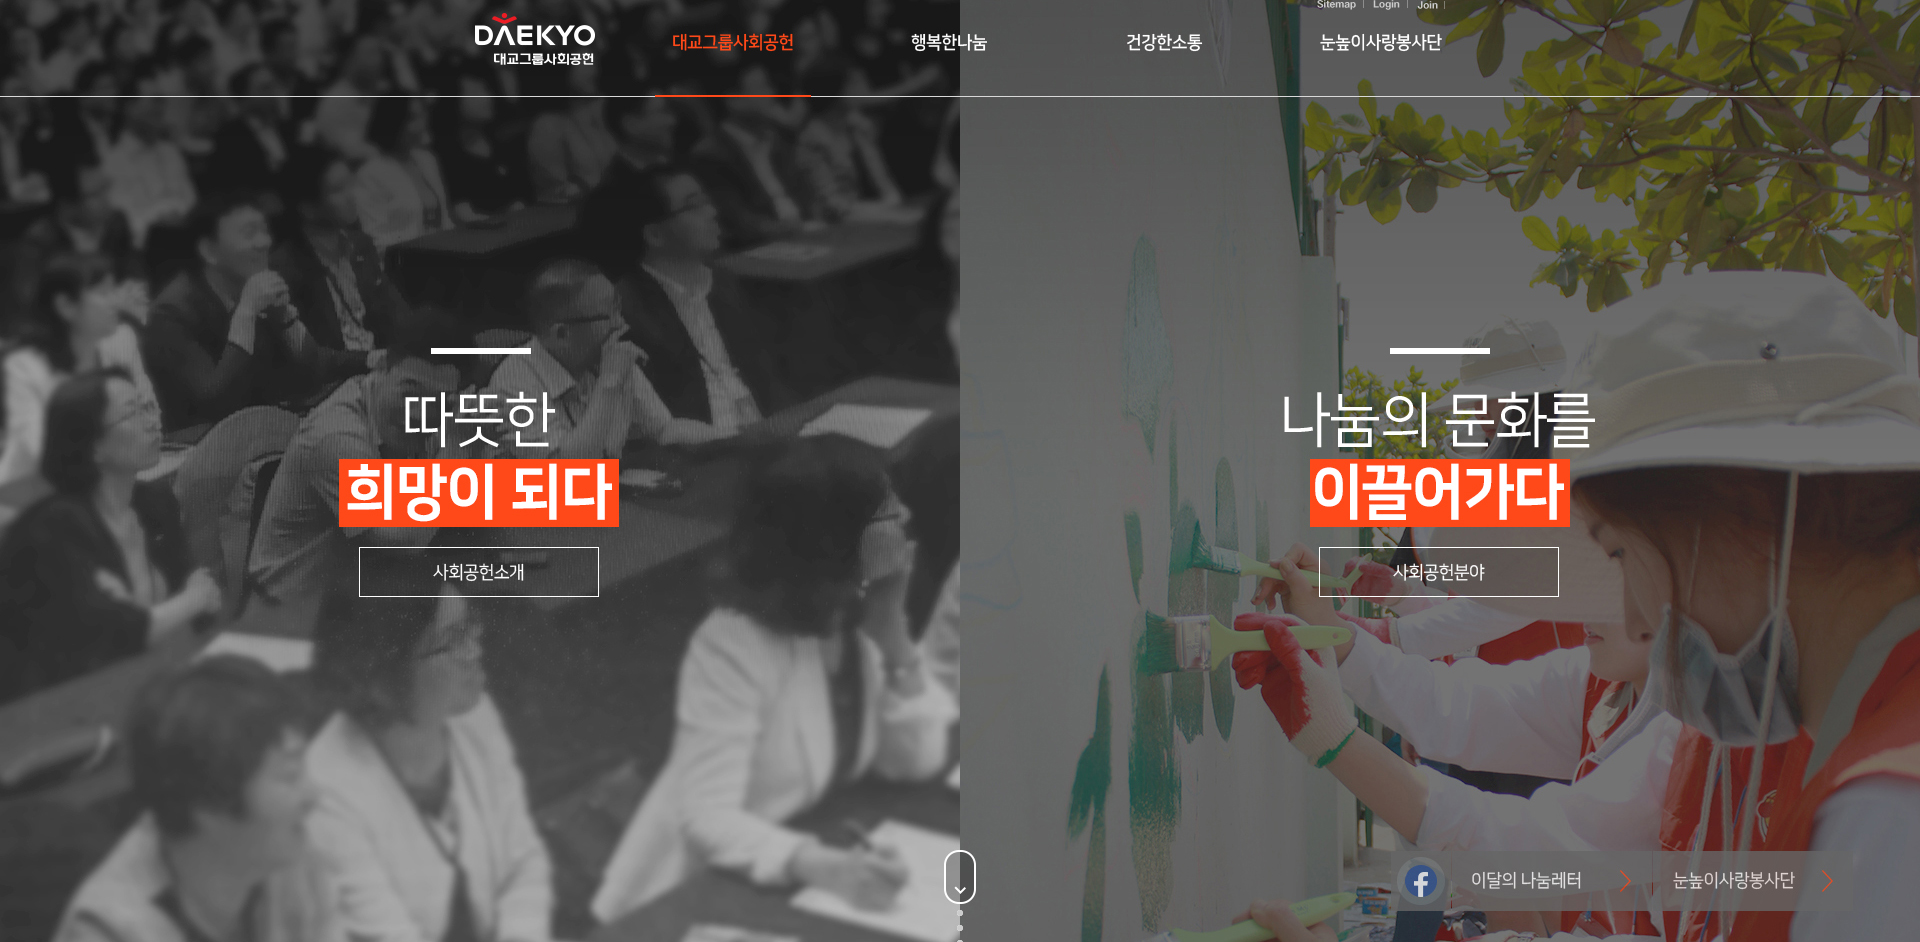 Sitemap
Login
Join
DAEKYO
대교그룹사회공헌
대교그룹사회공헌
행복한나눔
건강한소통
눈높이사랑봉사단
따뜻한
희망이 되다
사회공헌소개
나눔의 문화를
이끌어가다
사회공헌분야
f
이달의 나눔레터
눈높이사랑봉사단